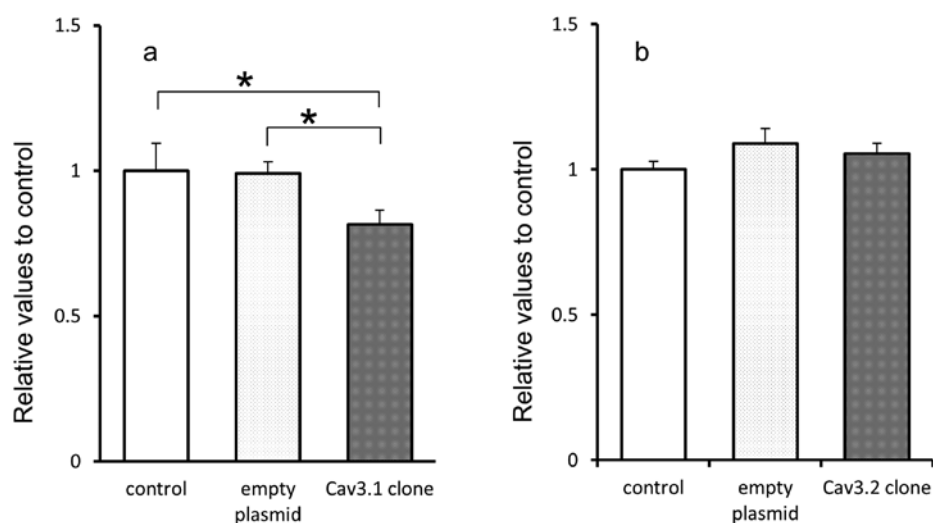 a
1.5
1
0.5
0
Relative values to control
*
*
control
empty
plasmid
Cav3.1 clone
b
1.5
1
0.5
0
Relative values to control
control
empty
plasmid
Cav3.2 clone